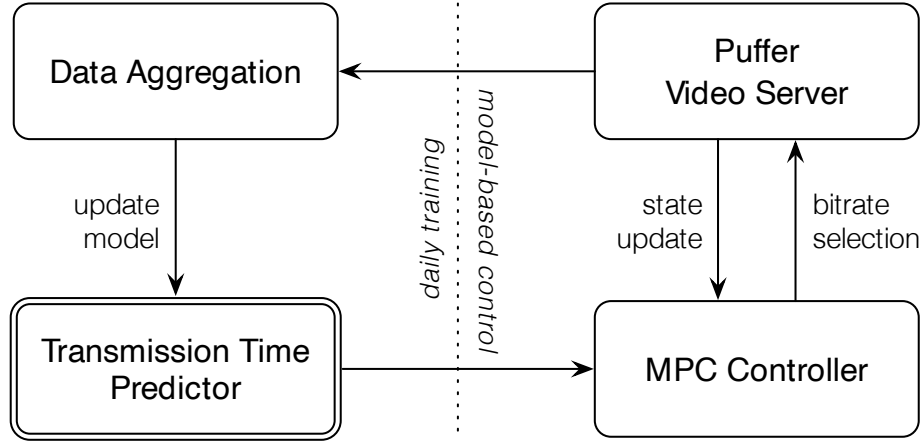 Data Aggregation
Puffer
Video Server
update
model
daily training
model-based control
state
update
bitrate
selection
Transmission Time
Predictor
MPC Controller